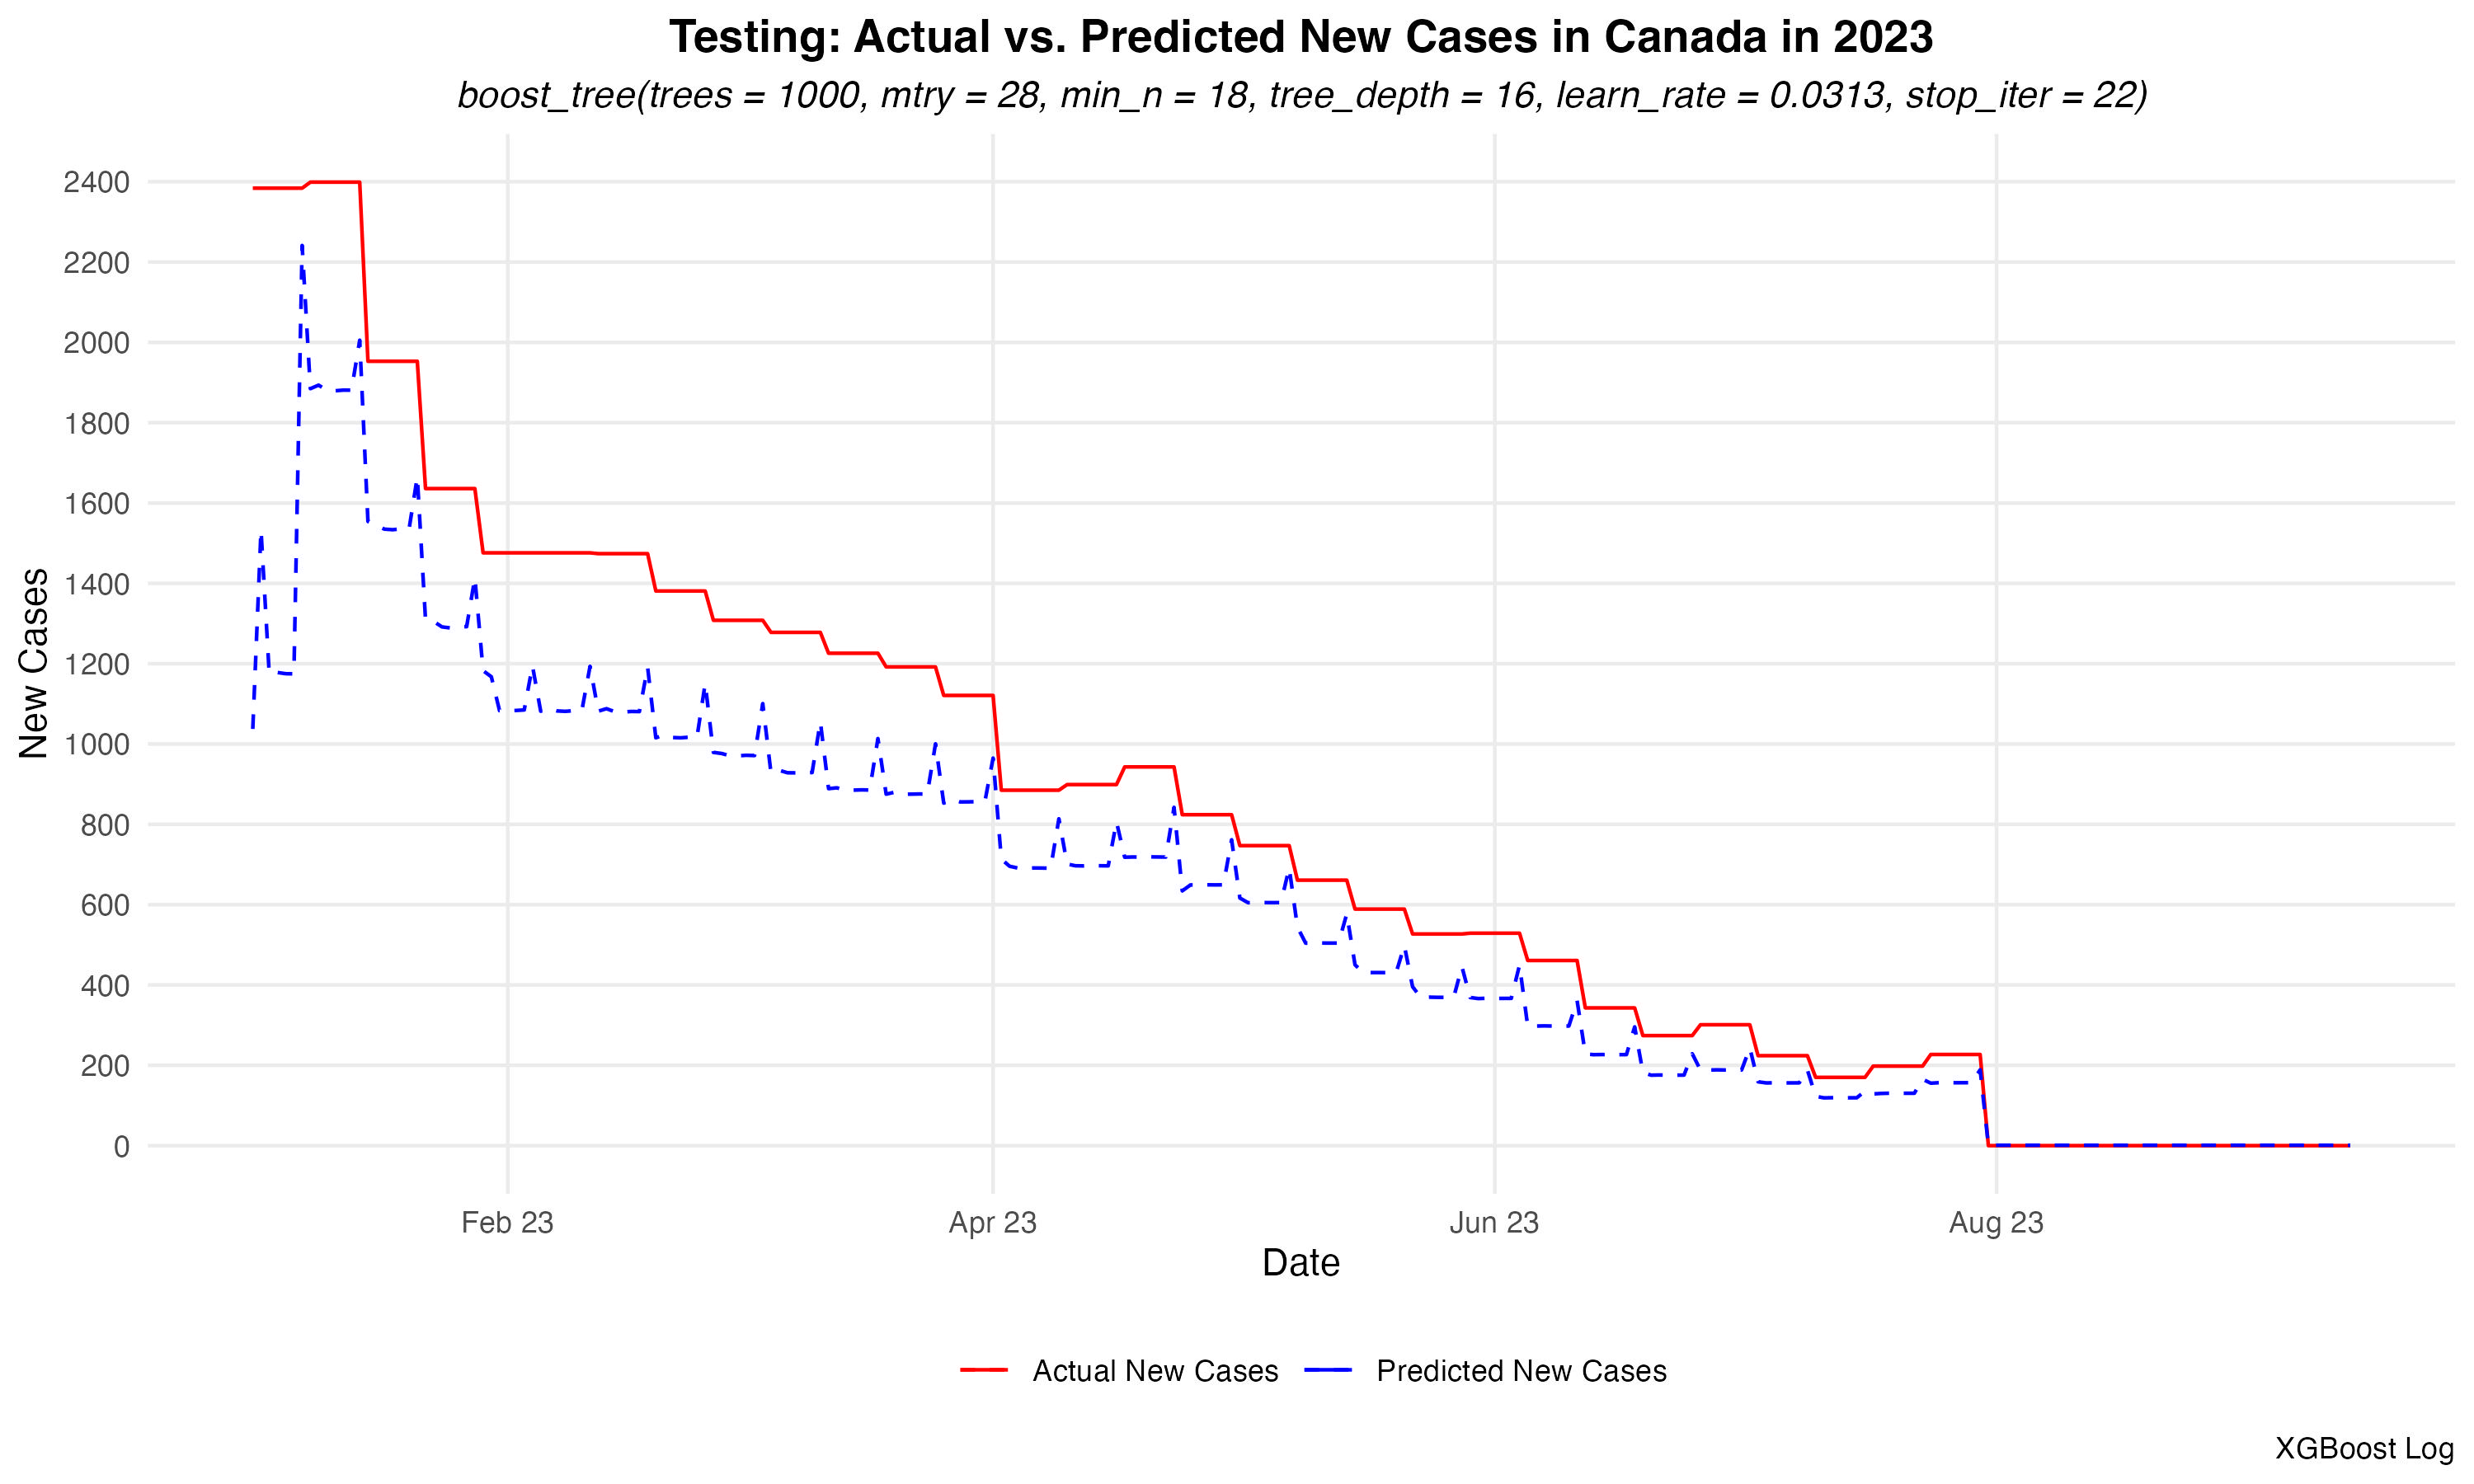 Testing: Actual vs. Predicted New Cases in Canada in 2023
boost_tree(trees = 1000, mtry = 28, min_n = 18, tree_depth = 16, learn_rate = 0.0313, stop_iter = 22)
New Cases
2400
2200
2000
1800
1600
1400
1200
1000
800
600
400
200
0
Feb 23 Apr 23 Jun 23 Aug 23
Date
Actual New Cases Predicted New Cases
XGBoost Log